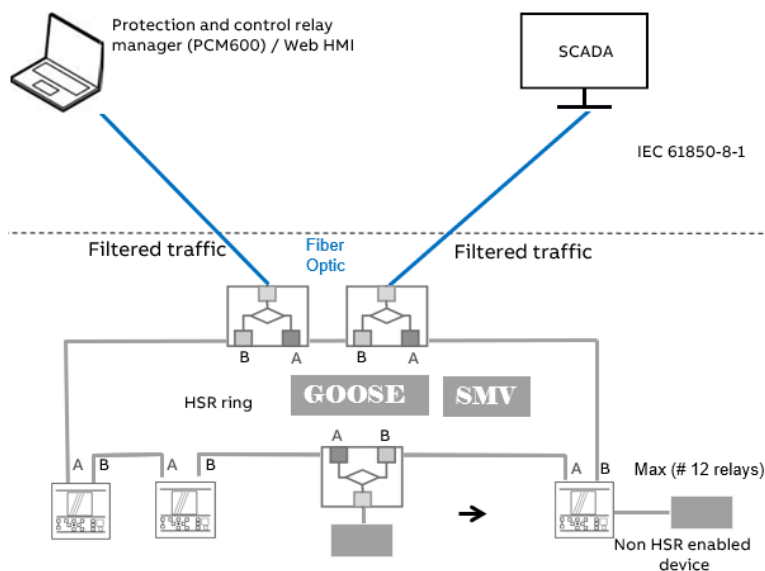 Protection and control relay
manager (PCM600) / Web HMI
SCADA
IEC 61850-8-1
Filtered traffic
Fiber
Optic
Filtered traffic
B A B A
GOOSE SMV
HSR ring
A B
A B A B A B
Max (# 12 relays)
Non HSR enabled
device